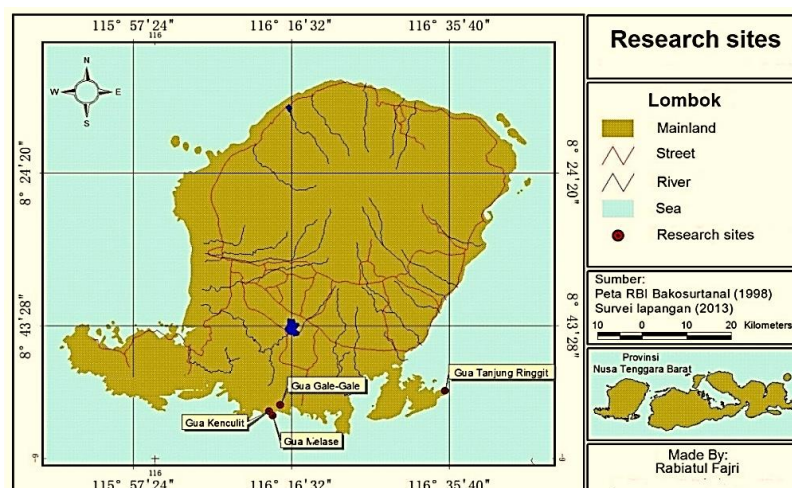 115° 57'24" 116° 16'32" 116° 35'40"
116
N
W E
S
8° 24'20"
8° 24'20"
8° 43'28"
8° 43'28"
Gua Tanjung Ringgit
Gua Gale-Gale
Gua Kenculit
Gua Melase
-9
-9
116
115° 57'24" 116° 16'32" 116° 35'40"
Research sites
Lombok
Mainland
Street
River
Sea
Research sites
Sumber:
Peta RBI Bakosurtanal (1998)
Survei lapangan (2013)
10 0 10 20 Kilometers
Provinsi
Nusa Tenggara Barat
Made By:
Rabiatul Fajri